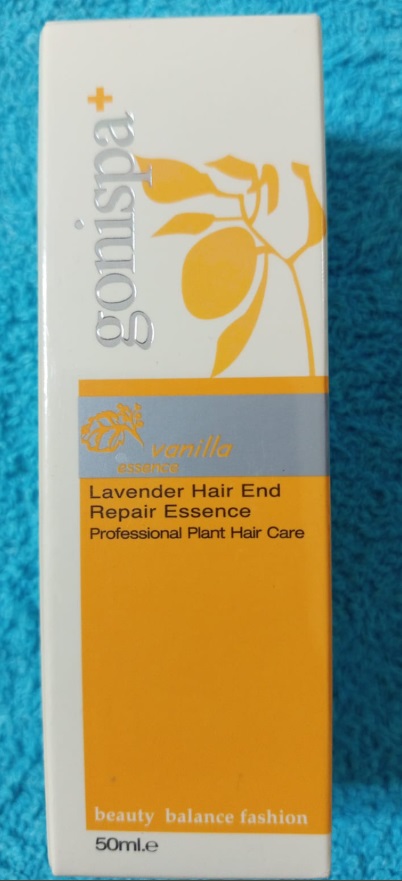 gonispa+
vanilla
essence
Lavender Hair End
Repair Essence
Professional Plant Hair Care
beauty balance fashion
50ml.e